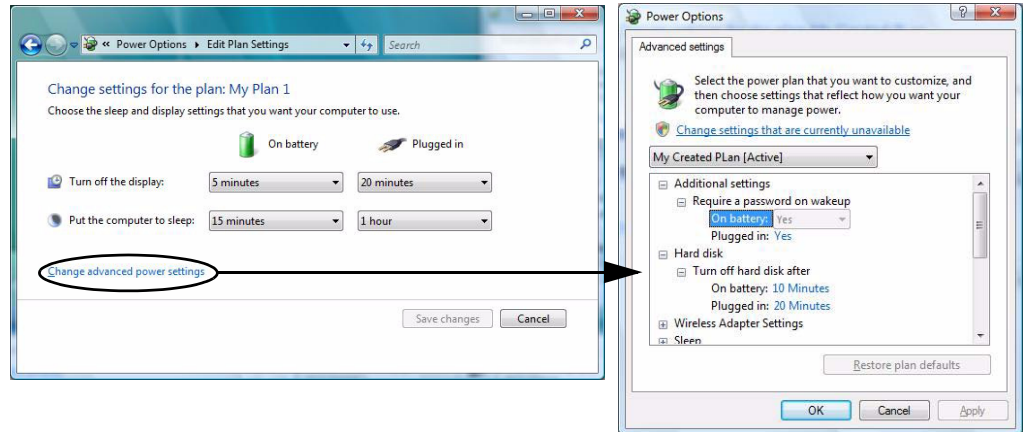 « Power Options ▸ Edit Plan Settings
Search
Change settings for the plan: My Plan 1
Choose the sleep and display settings that you want your computer to use.
On battery Plugged in
Turn off the display: 5 minutes 20 minutes
Put the computer to sleep: 15 minutes 1 hour
Change advanced power settings
Save changes Cancel
Power Options
Advanced settings
Select the power plan that you want to customize, and
then choose settings that reflect how you want your
computer to manage power.
Change settings that are currently unavailable
My Created PLan [Active]
Additional settings
Require a password on wakeup
On battery: Yes
Plugged in: Yes
Hard disk
Turn off hard disk after
On battery: 10 Minutes
Plugged in: 20 Minutes
Wireless Adapter Settings
Sleep
Restore plan defaults
OK Cancel Apply